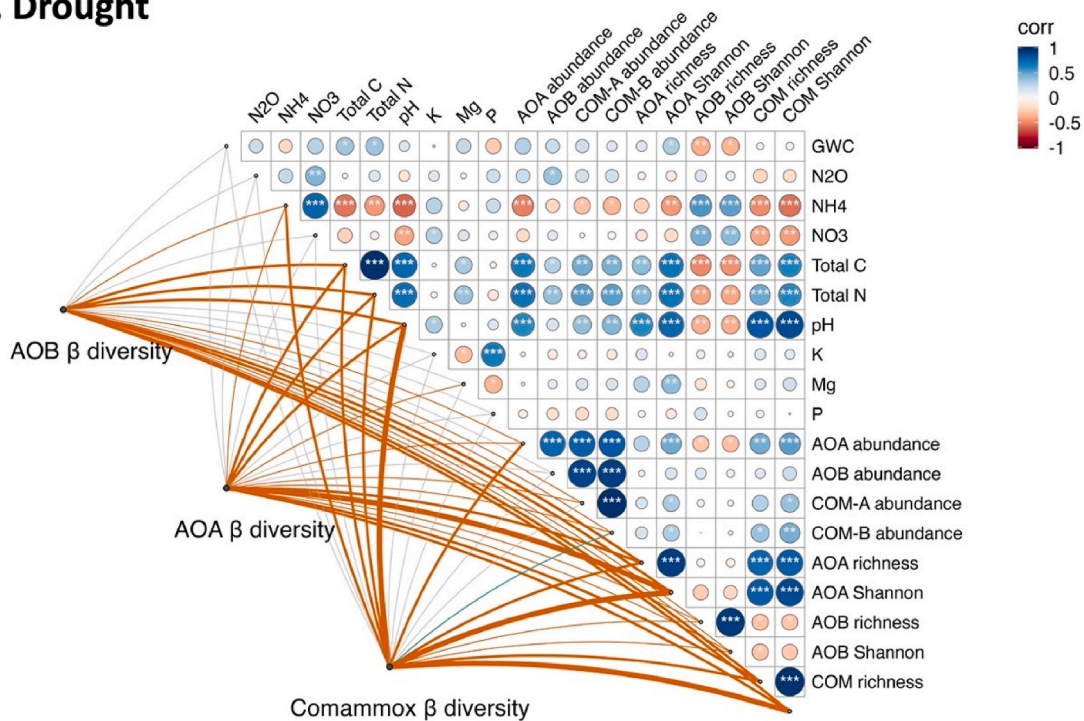 Drought
corr
1
0.5
0
-0.5
-1
N2O
NH4
NO3
Total C
Total N
pH
K
Mg
P
AOA abundance
AOB abundance
COM-A abundance
COM-B abundance
AOA richness
AOA Shannon
AOB richness
AOB Shannon
COM richness
COM Shannon
GWC
N2O
NH4
NO3
Total C
Total N
pH
K
Mg
P
AOA abundance
AOB abundance
COM-A abundance
COM-B abundance
AOA richness
AOA Shannon
AOB richness
AOB Shannon
COM richness
AOB β diversity
AOA β diversity
Comammox β diversity